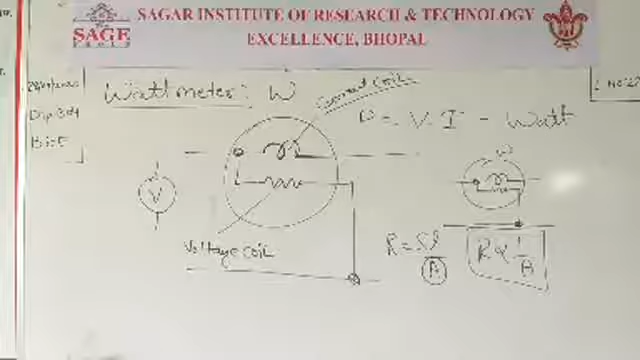 SAGAR INSTITUTE OF RESEARCH & TECHNOLOGY
SAGE
EXCELLENCE, BHOPAL
Wattmeter: W
Current Coil
W = V. I - Watt
V
W
Voltage Coil
R = ρl
A
R ∝ 1
A